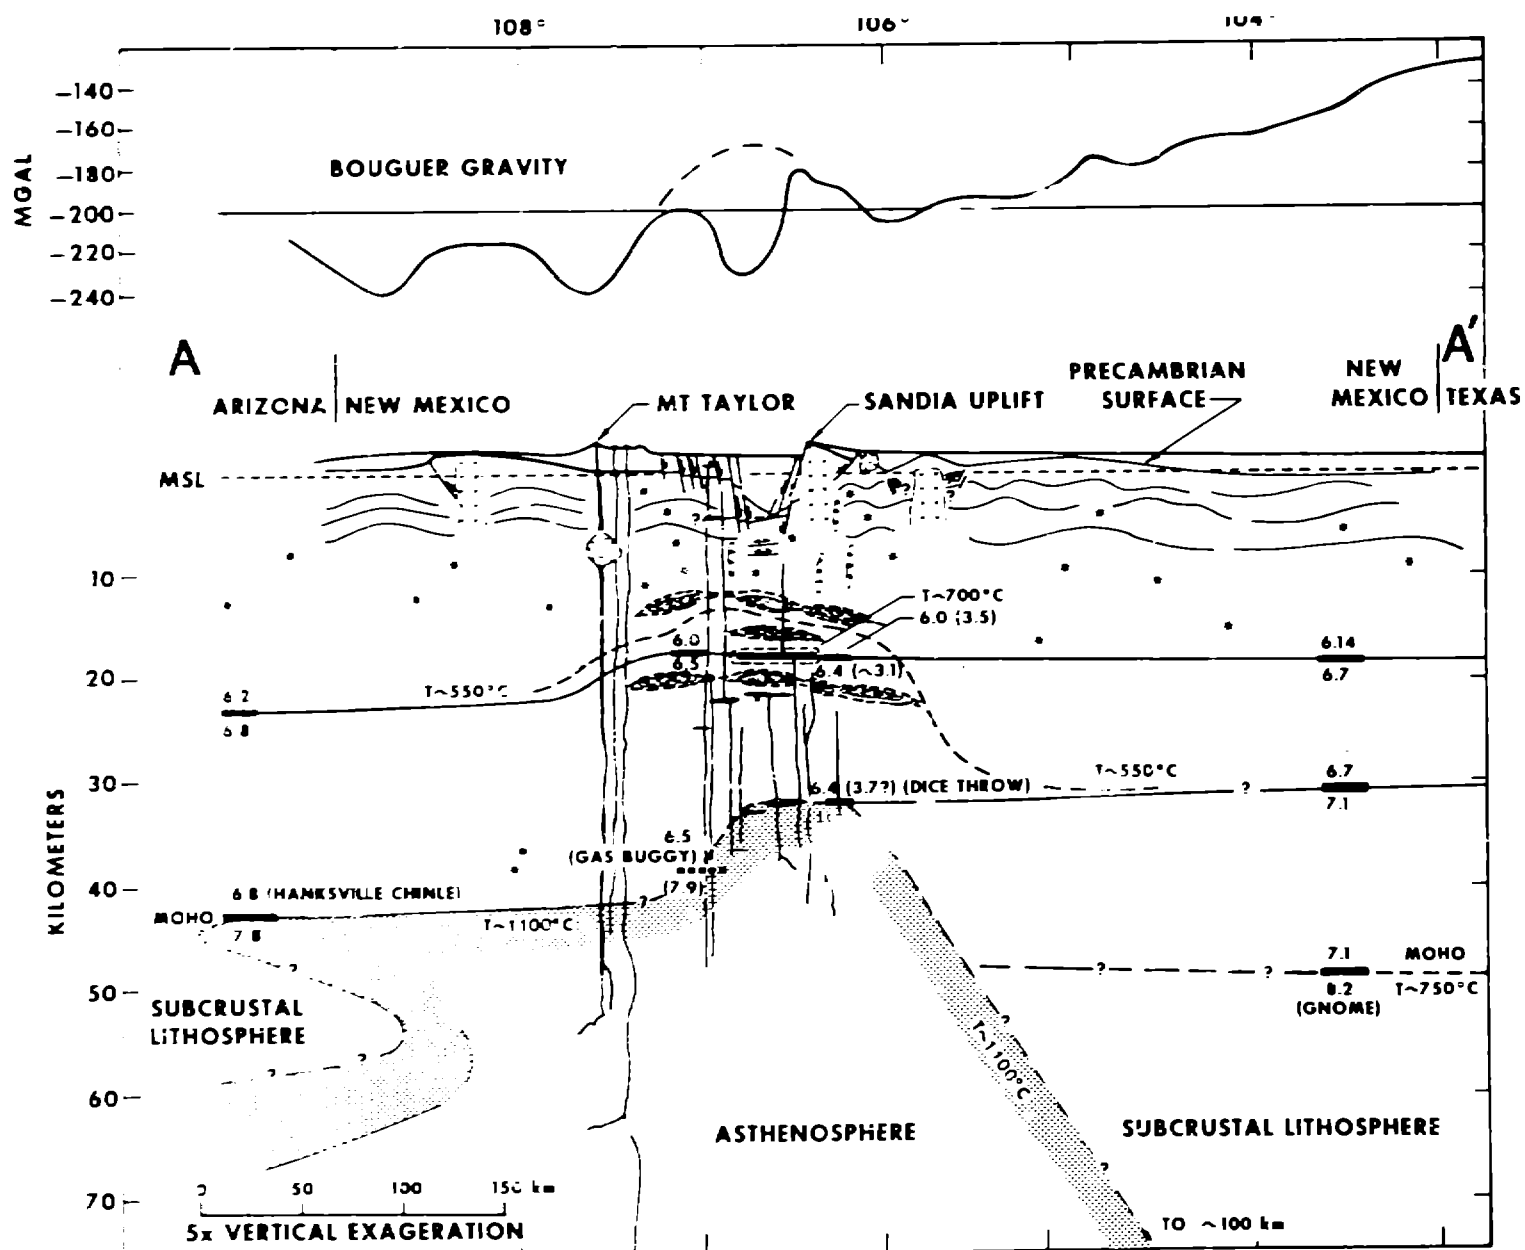 108°
106°
104°
MGAL
-140
-160
-180
-200
-220
-240
BOUGUER GRAVITY
A
A'
ARIZONA
NEW MEXICO
MT TAYLOR
SANDIA UPLIFT
PRECAMBRIAN
SURFACE
NEW
MEXICO
TEXAS
MSL
?
?
?
10
T~700°C
6.0 (3.5)
6.0
6.5
6.4 (~3.1)
6.14
6.7
20
T~550°C
6.2
6.8
30
6.4 (3.7?) (DICE THROW)
T~550°C
?
6.7
7.1
KILOMETERS
6.5
(GAS BUGGY)
(7.9)
?
40
6.8 (HANKSVILLE CHINLE)
MOHO
7.8
T~1100°C
?
?
?
7.1
MOHO
8.2
T~750°C
(GNOME)
50
SUBCRUSTAL
LITHOSPHERE
?
?
?
T~1100°C
60
ASTHENOSPHERE
SUBCRUSTAL LITHOSPHERE
?
0 50 100 150 km
70
5x VERTICAL EXAGERATION
TO ~100 km